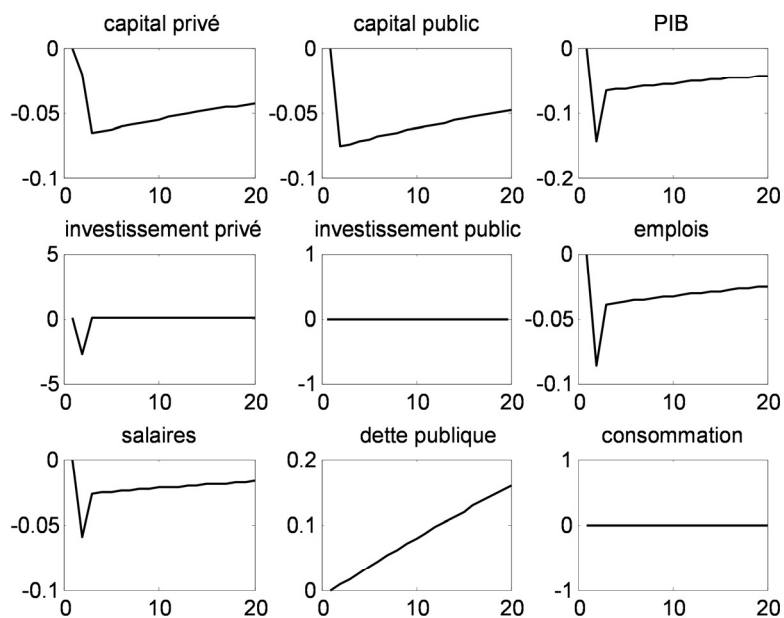 capital privé
capital public
PIB
0
-0.05
-0.1
0 10 20
0
-0.05
-0.1
0 10 20
0
-0.1
-0.2
0 10 20
investissement privé
investissement public
emplois
5
0
-5
0 10 20
1
0
-1
0 10 20
0
-0.05
-0.1
0 10 20
salaires
dette publique
consommation
0
-0.05
-0.1
0 10 20
0.2
0.1
0
0 10 20
1
0
-1
0 10 20